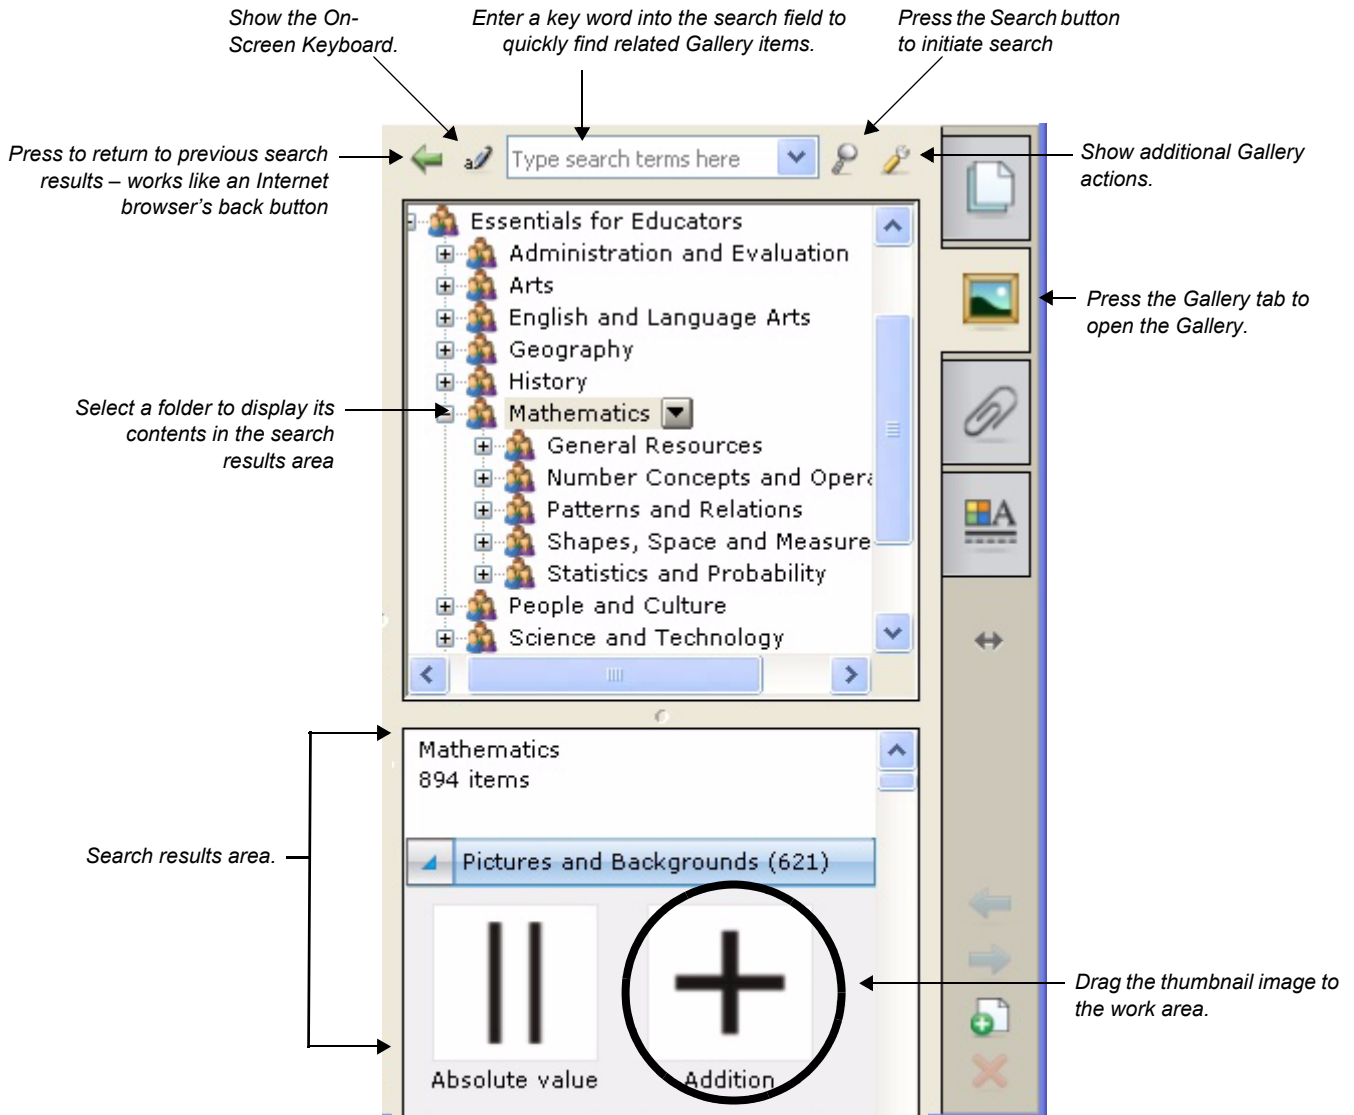 Show the On-
Screen Keyboard.
Enter a key word into the search field to
quickly find related Gallery items.
Press the Search button
to initiate search
Press to return to previous search
results – works like an Internet
browser's back button
a
Type search terms here
Show additional Gallery
actions.
Essentials for Educators
Administration and Evaluation
Arts
English and Language Arts
Geography
History
Mathematics
General Resources
Number Concepts and Opera
Patterns and Relations
Shapes, Space and Measure
Statistics and Probability
People and Culture
Science and Technology
Press the Gallery tab to
open the Gallery.
A
Select a folder to display its
contents in the search
results area
Mathematics
894 items
Search results area.
Pictures and Backgrounds (621)
Absolute value
Addition
Drag the thumbnail image to
the work area.